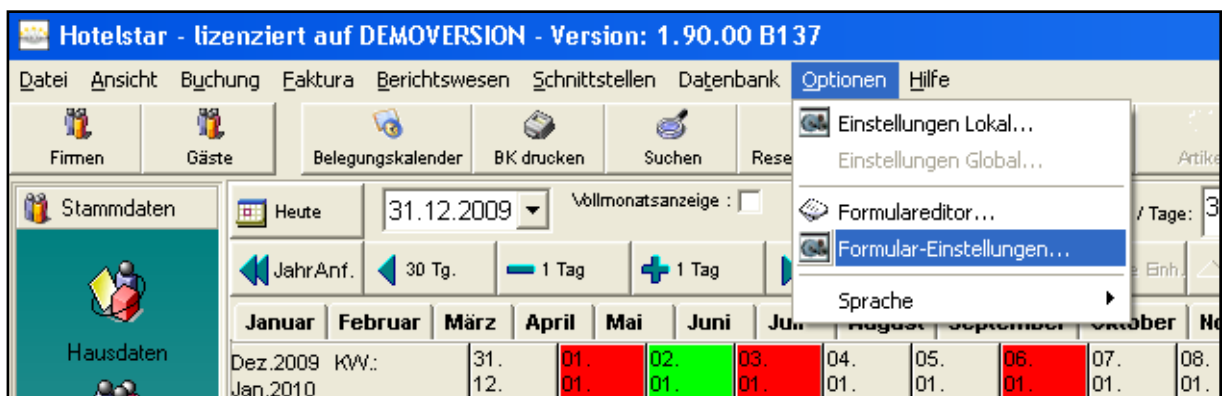 Hotelstar - lizenziert auf DEMOVERSION - Version: 1.90.00 B137
Datei Ansicht Buchung Faktura Berichtswesen Schnittstellen Datenbank Optionen Hilfe
Firmen Gäste Belegungskalender BK drucken Suchen
Einstellungen Lokal...
Einstellungen Global...
Formulareditor...
Formular-Einstellungen...
Sprache
Stammdaten
Hausdaten
Heute 31.12.2009 Vollmonatsanzeige : / Tage: 3
JahrAnf. 30 Tg. 1 Tag 1 Tag
Januar Februar März April Mai Juni
Dez.2009 KW.: 31. 01. 02. 03. 04. 05. 06. 07. 08.
Jan.2010 12. 01. 01. 01. 01. 01. 01. 01. 01.